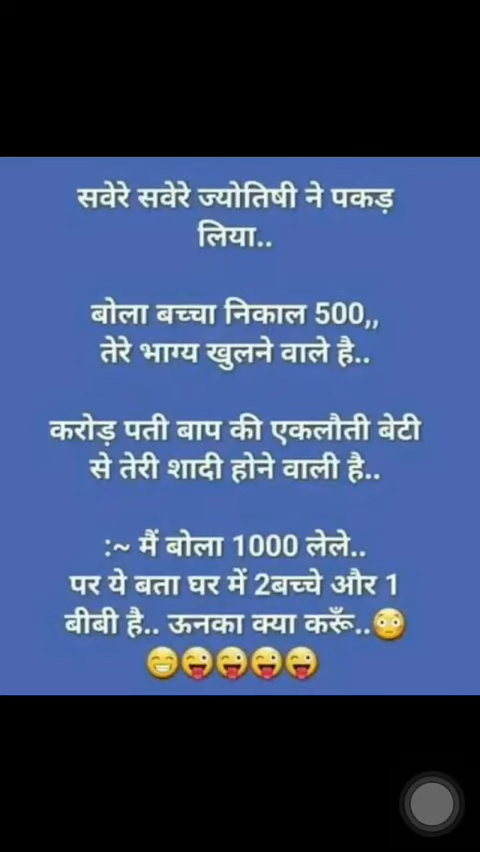 सवेरे सवेरे ज्योतिषी ने पकड़
लिया..
बोला बच्चा निकाल 500,,
तेरे भाग्य खुलने वाले है..
करोड़ पती बाप की एकलौती बेटी
से तेरी शादी होने वाली है..
:~ मैं बोला 1000 लेले..
पर ये बता घर में 2बच्चे और 1
बीबी है.. ऊनका क्या करूँ..😳
😁😜😜😜😜